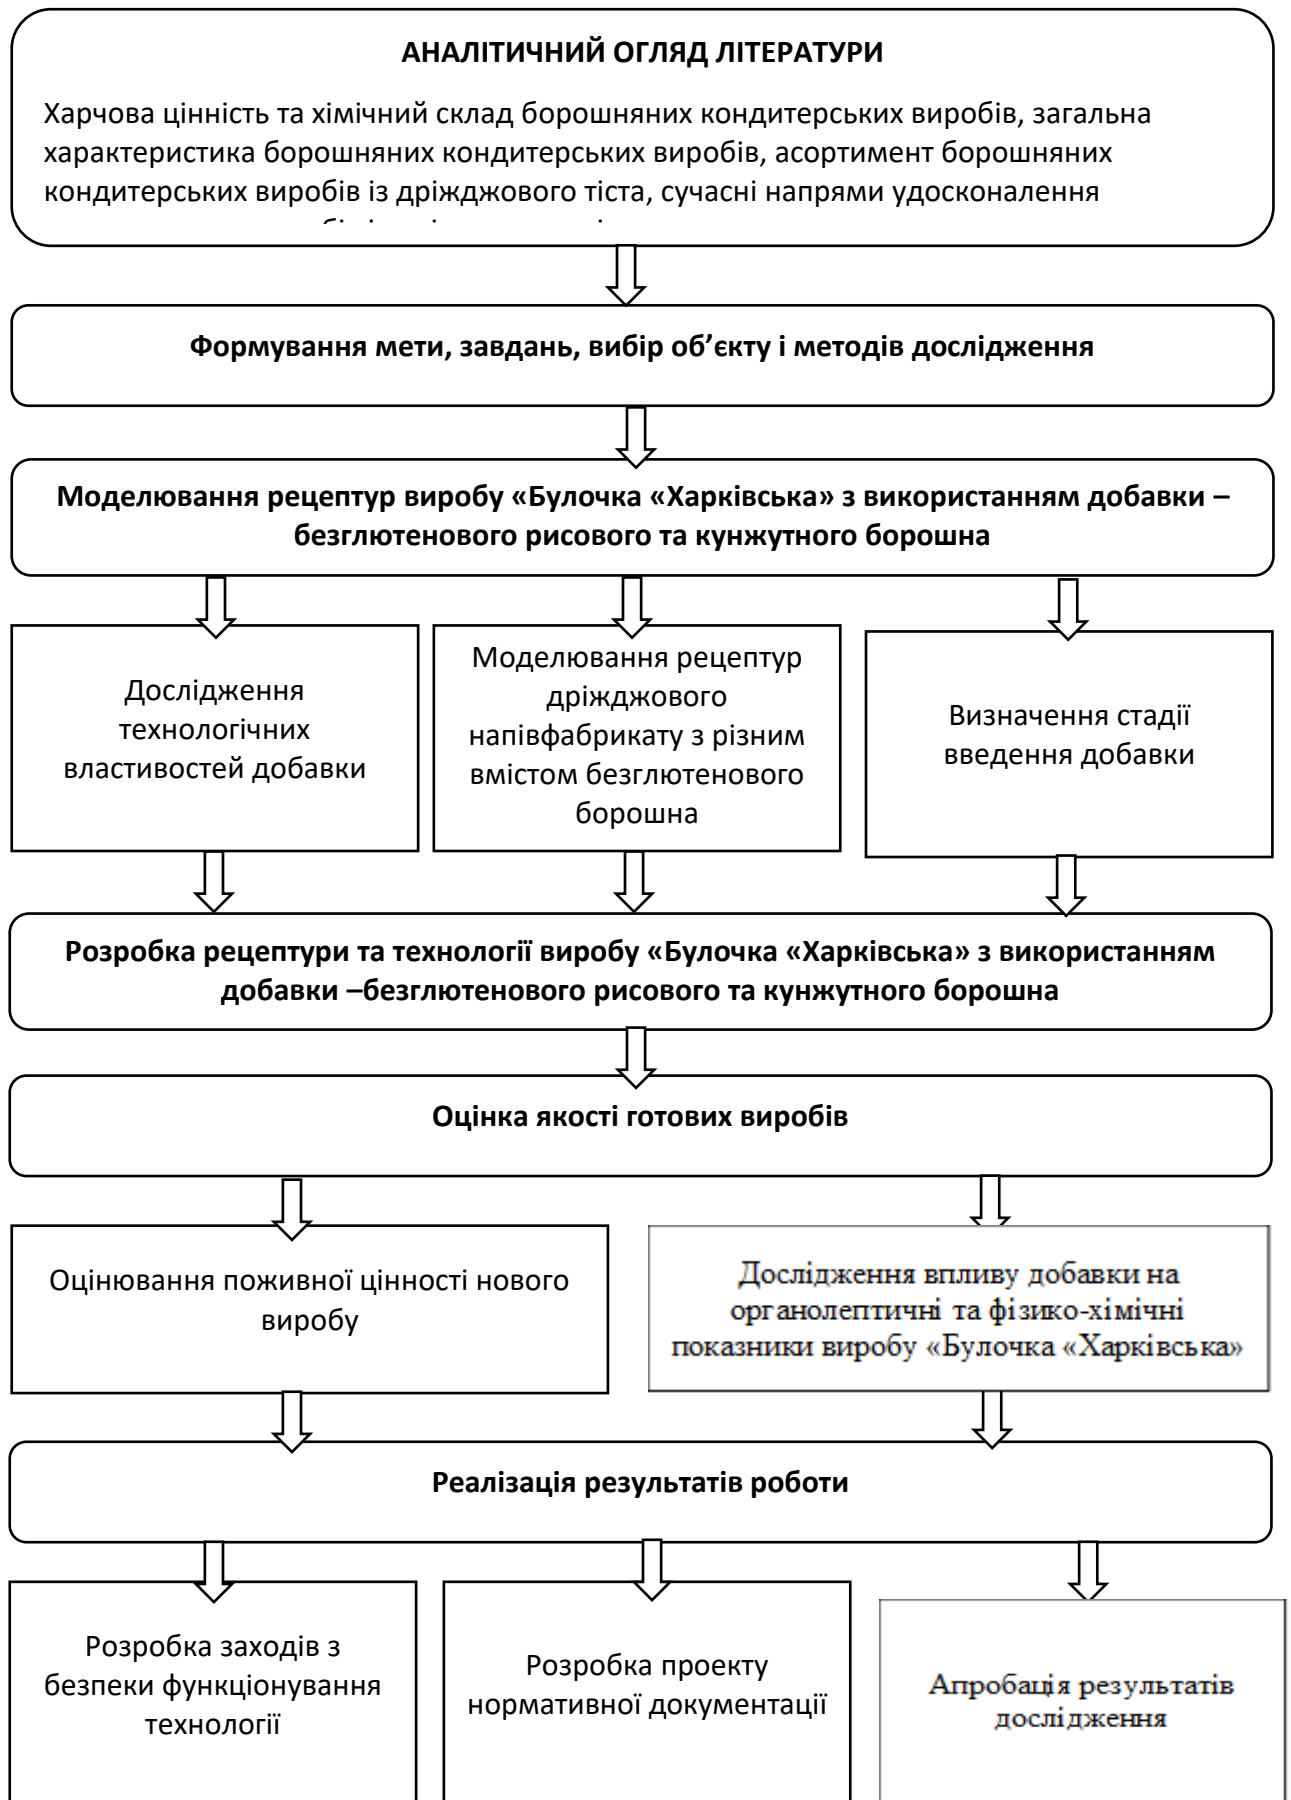 АНАЛІТИЧНИЙ ОГЛЯД ЛІТЕРАТУРИ
Харчова цінність та хімічний склад борошняних кондитерських виробів, загальна
характеристика борошняних кондитерських виробів, асортимент борошняних
кондитерських виробів із дріжджового тіста, сучасні напрями удосконалення
Формування мети, завдань, вибір об’єкту і методів дослідження
Моделювання рецептур виробу «Булочка «Харківська» з використанням добавки –
безглютенового рисового та кунжутного борошна
Дослідження
технологічних
властивостей добавки
Моделювання рецептур
дріжджового
напівфабрикату з різним
вмістом безглютенового
борошна
Визначення стадії
введення добавки
Розробка рецептури та технології виробу «Булочка «Харківська» з використанням
добавки –безглютенового рисового та кунжутного борошна
Оцінка якості готових виробів
Оцінювання поживної цінності нового
виробу
Дослідження впливу добавки на
органолептичні та фізико-хімічні
показники виробу «Булочка «Харківська»
Реалізація результатів роботи
Розробка заходів з
безпеки функціонування
технології
Розробка проекту
нормативної документації
Апробація результатів
дослідження